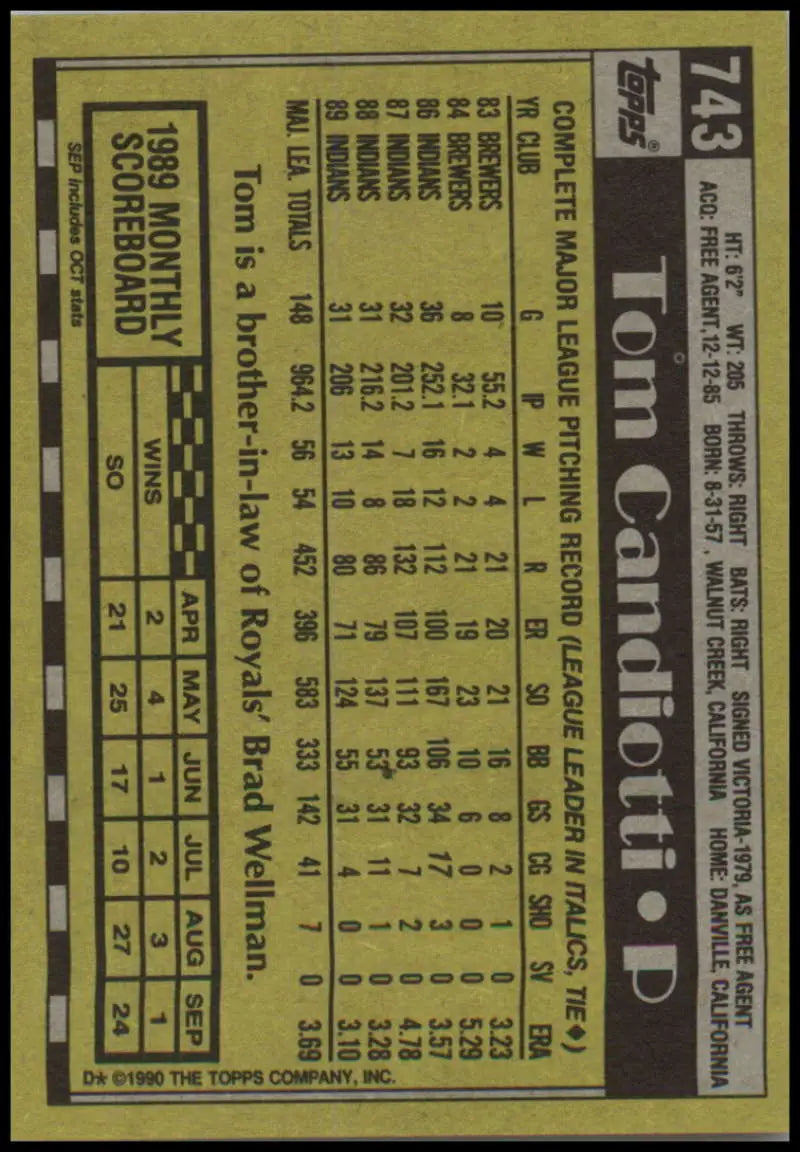 743
HT: 6'2" WT: 205 THROWS: RIGHT BATS: RIGHT SIGNED VICTORIA-1979, AS FREE AGENT
ACQ: FREE AGENT, 12-12-85 BORN: 8-31-57, WALNUT CREEK, CALIFORNIA HOME: DANVILLE, CALIFORNIA
TOPPS®
Tom Candiotti • P
COMPLETE MAJOR LEAGUE PITCHING RECORD (LEAGUE LEADER IN ITALICS, TIE♦)
YR CLUB G IP W L R ER SO BB GS CG SHO SV ERA
83 BREWERS 10 55.2 4 4 21 20 21 16 8 2 1 0 3.23
84 BREWERS 8 32.1 2 2 21 19 23 10 6 0 0 0 5.29
86 INDIANS 36 252.1 16 12 112 100 167 106 34 17 3 0 3.57
87 INDIANS 32 201.2 7 18 132 107 111 93 32 7 2 0 4.78
88 INDIANS 31 216.2 14 8 86 79 137 53 31 11 1 0 3.28
89 INDIANS 31 206 13 10 80 71 124 55 31 4 0 0 3.10
MAJ. LEA. TOTALS 148 964.2 56 54 452 396 583 333 142 41 7 0 3.69
Tom is a brother-in-law of Royals' Brad Wellman.
1989 MONTHLY
SCOREBOARD
APR MAY JUN JUL AUG SEP
WINS 2 4 1 2 3 1
SO 21 25 17 10 27 24
SEP includes OCT stats
D* ©1990 THE TOPPS COMPANY, INC.